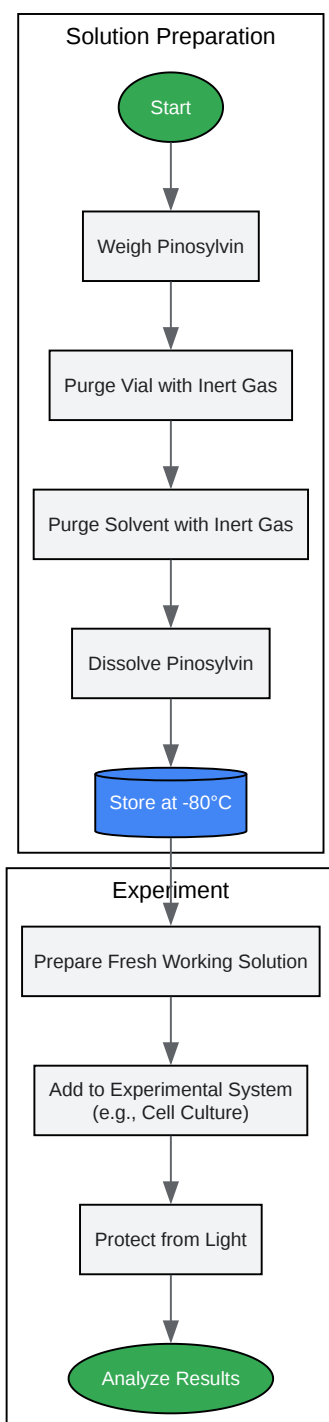 Solution Preparation
Start
Weigh Pinosylvin
Purge Vial with Inert Gas
Purge Solvent with Inert Gas
Dissolve Pinosylvin
Store at -80°C
Experiment
Prepare Fresh Working Solution
Add to Experimental System
(e.g., Cell Culture)
Protect from Light
Analyze Results